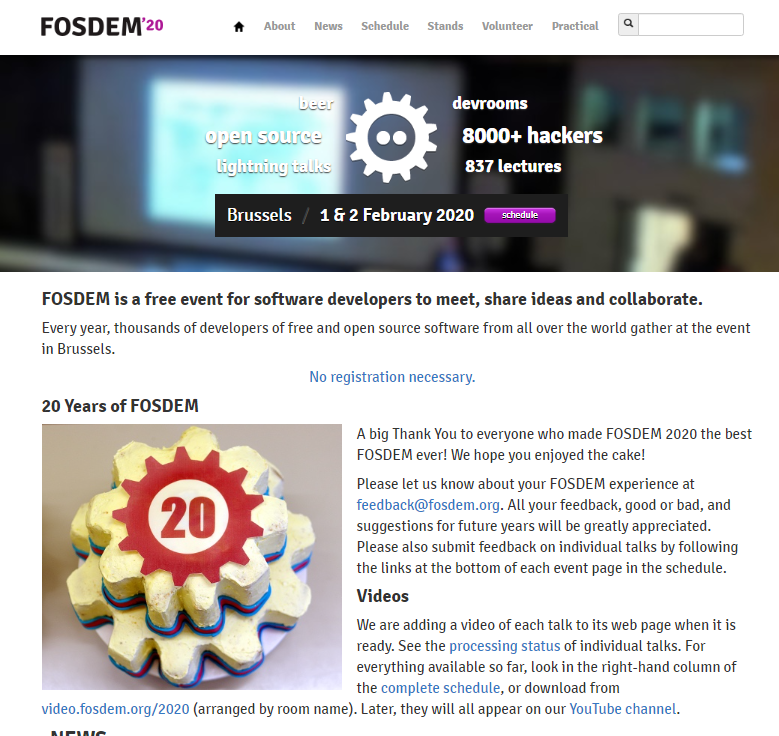 FOSDEM'20
About News Schedule Stands Volunteer Practical
beer devrooms
open source 8000+ hackers
lightning talks 837 lectures
Brussels / 1 & 2 February 2020 schedule
FOSDEM is a free event for software developers to meet, share ideas and collaborate.
Every year, thousands of developers of free and open source software from all over the world gather at the event
in Brussels.
No registration necessary.
20 Years of FOSDEM
20
A big Thank You to everyone who made FOSDEM 2020 the best
FOSDEM ever! We hope you enjoyed the cake!
Please let us know about your FOSDEM experience at
feedback@fosdem.org. All your feedback, good or bad, and
suggestions for future years will be greatly appreciated.
Please also submit feedback on individual talks by following
the links at the bottom of each event page in the schedule.
Videos
We are adding a video of each talk to its web page when it is
ready. See the processing status of individual talks. For
everything available so far, look in the right-hand column of
the complete schedule, or download from
video.fosdem.org/2020 (arranged by room name). Later, they will all appear on our YouTube channel.
NEWS